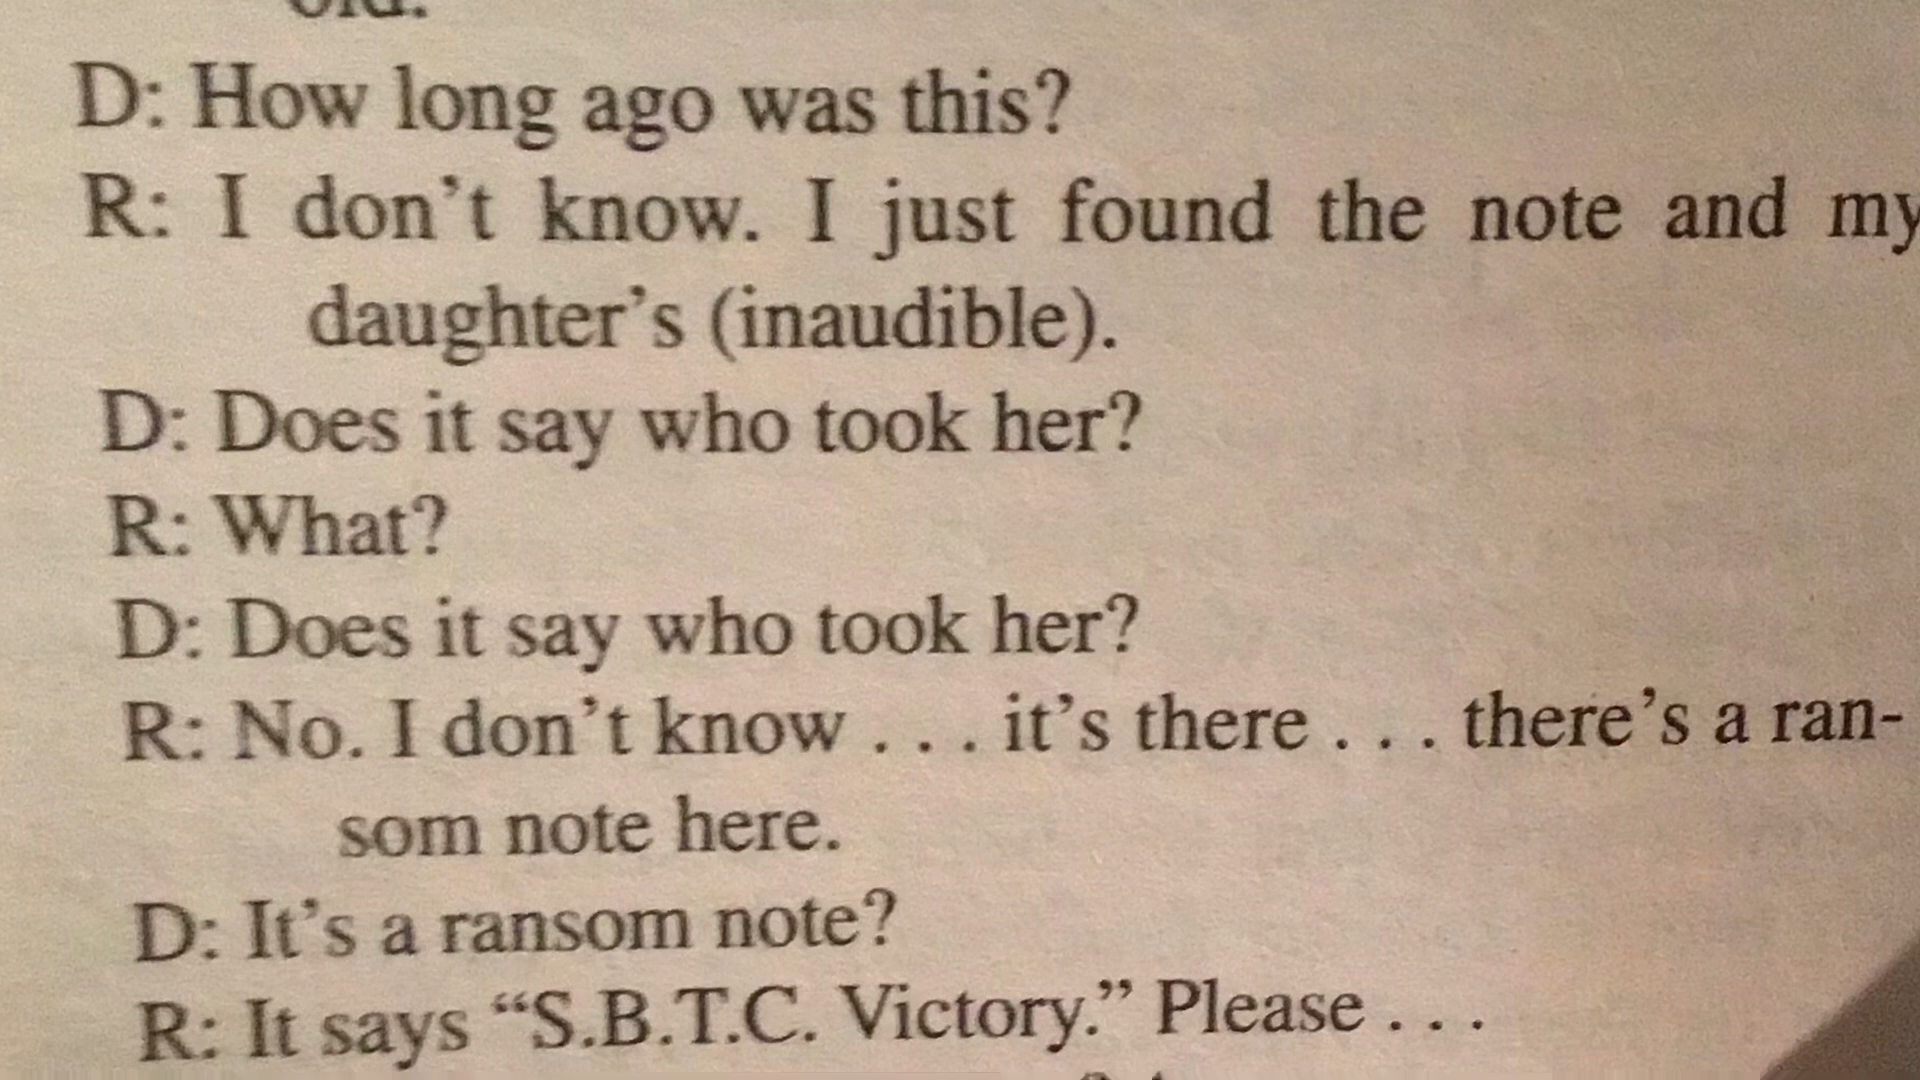 D: How long ago was this?
R: I don’t know. I just found the note and my
daughter’s (inaudible).
D: Does it say who took her?
R: What?
D: Does it say who took her?
R: No. I don’t know . . . it’s there . . . there’s a ran-
som note here.
D: It’s a ransom note?
R: It says “S.B.T.C. Victory.” Please . . .